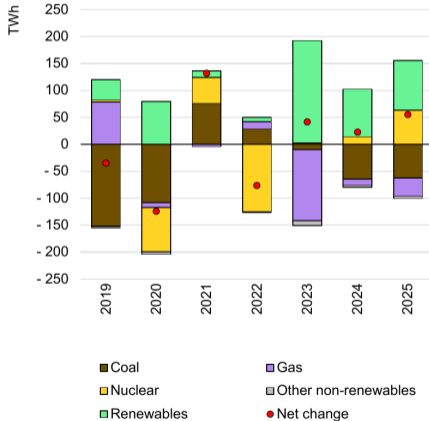 TWh
250
200
150
100
50
0
- 50
- 100
- 150
- 200
- 250
2019
2020
2021
2022
2023
2024
2025
Coal
Gas
Nuclear
Other non-renewables
Renewables
Net change